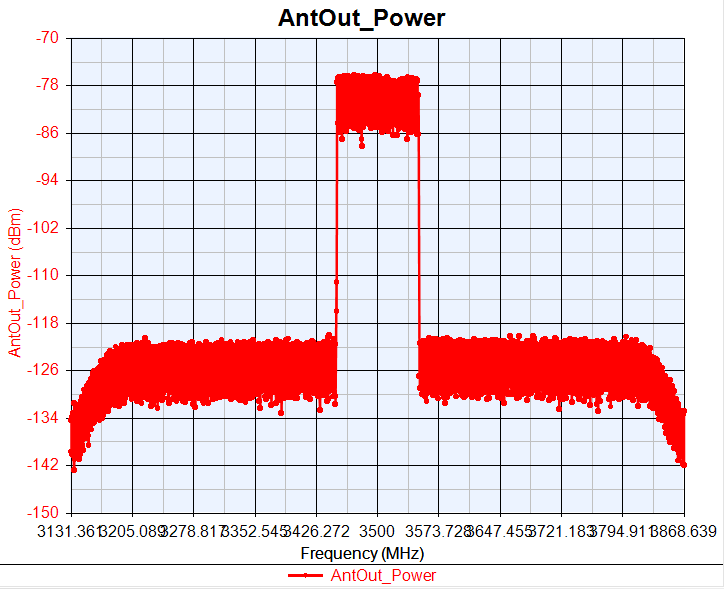 AntOut_Power
-70
-78
-86
-94
-102
-110
-118
-126
-134
-142
-150
AntOut_Power (dBm)
3131.361 3205.089 3278.817 3352.545 3426.272 3500 3573.728 3647.455 3721.183 3794.911 3868.639
Frequency (MHz)
AntOut_Power